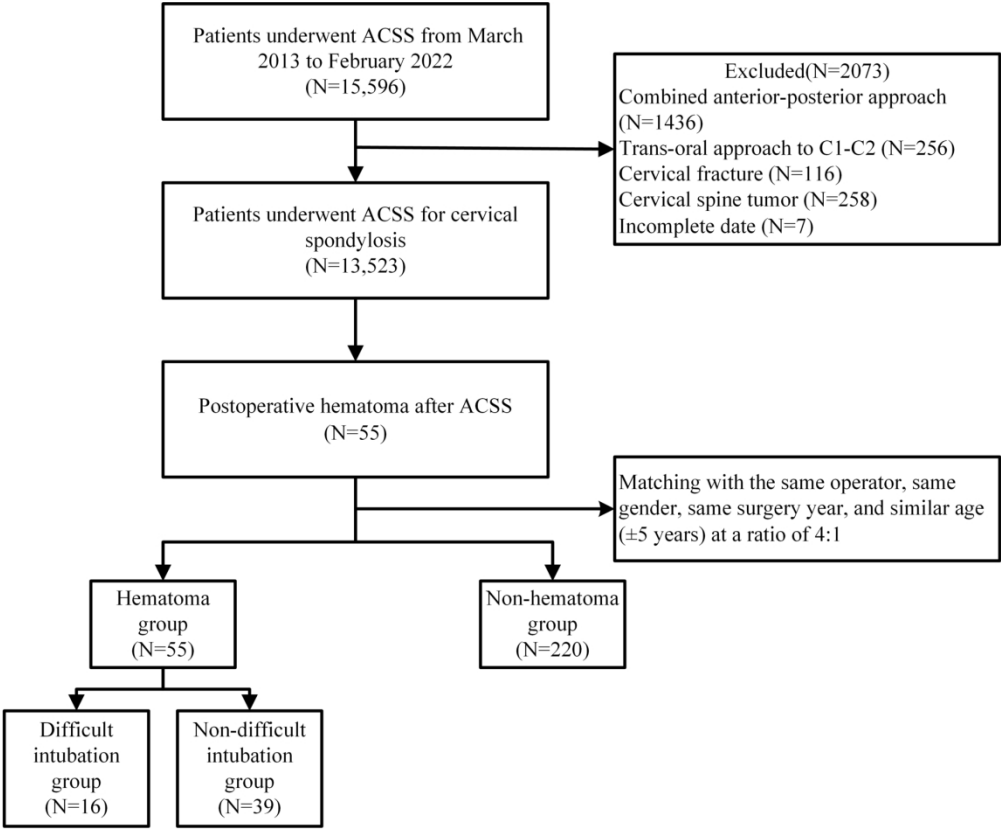 Patients underwent ACSS from March
2013 to February 2022
(N=15,596)
Excluded(N=2073)
Combined anterior-posterior approach
(N=1436)
Trans-oral approach to C1-C2 (N=256)
Cervical fracture (N=116)
Cervical spine tumor (N=258)
Incomplete date (N=7)
Patients underwent ACSS for cervical
spondylosis
(N=13,523)
Postoperative hematoma after ACSS
(N=55)
Matching with the same operator, same
gender, same surgery year, and similar age
(±5 years) at a ratio of 4:1
Hematoma
group
(N=55)
Non-hematoma
group
(N=220)
Difficult
intubation
group
(N=16)
Non-difficult
intubation
group
(N=39)